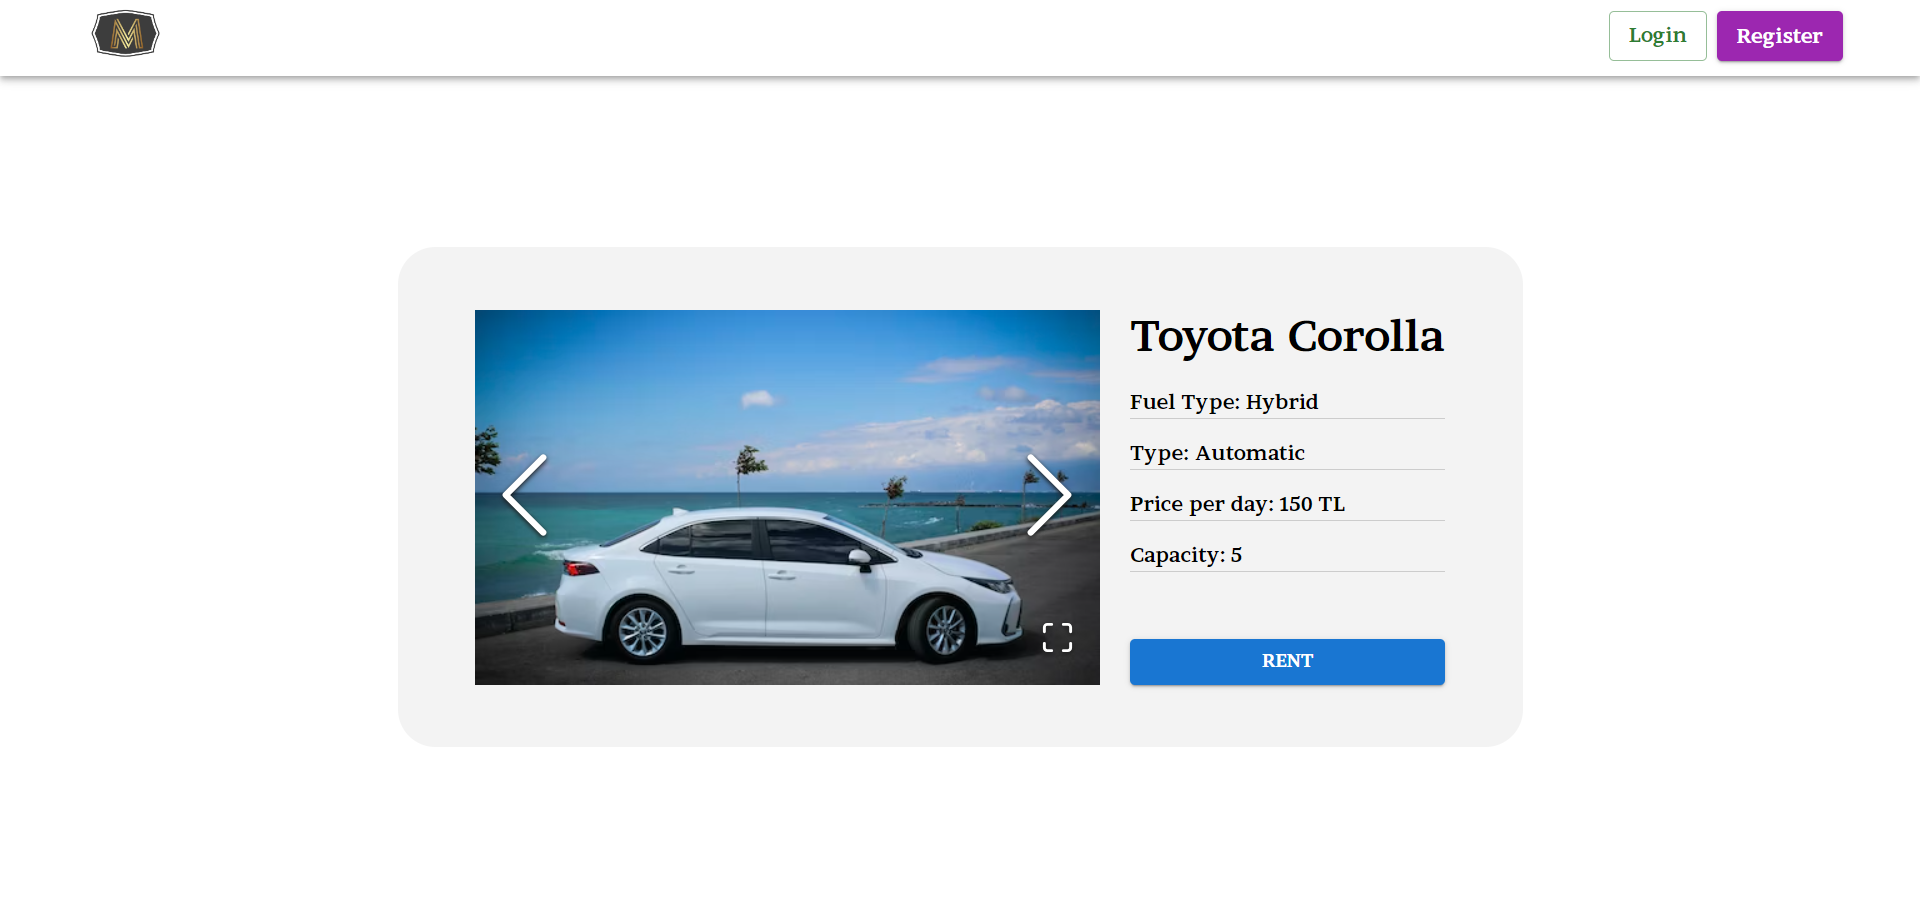 M
Login
Register
Toyota Corolla
Fuel Type: Hybrid
Type: Automatic
Price per day: 150 TL
Capacity: 5
RENT